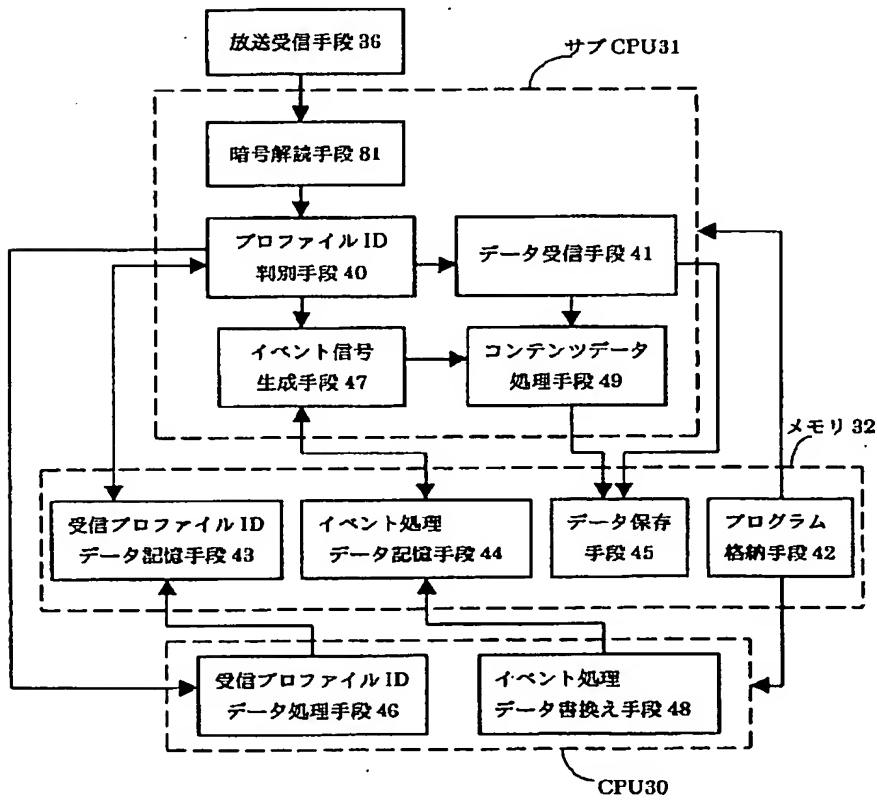 放送受信手段 36
サブ CPU31
暗号解読手段 81
プロファイル ID
判別手段 40
データ受信手段 41
イベント信号
生成手段 47
コンテンツデータ
処理手段 49
メモリ 32
受信プロファイル ID
データ記憶手段 43
イベント処理
データ記憶手段 44
データ保存
手段 45
プログラム
格納手段 42
受信プロファイル ID
データ処理手段 46
イベント処理
データ書換え手段 48
CPU30